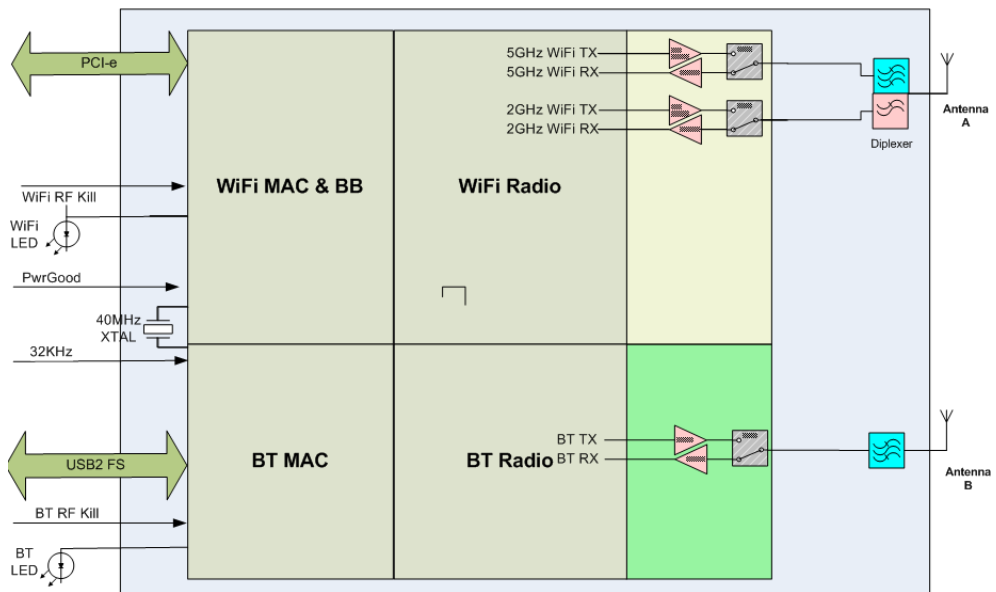 PCI-e
5GHz WiFi TX
5GHz WiFi RX
2GHz WiFi TX
2GHz WiFi RX
Antenna
A
Diplexer
WiFi MAC & BB
WiFi Radio
WiFi RF Kill
WiFi
LED
PwrGood
40MHz
XTAL
32KHz
BT TX
BT RX
BT MAC
BT Radio
USB2 FS
Antenna
B
BT RF Kill
BT
LED